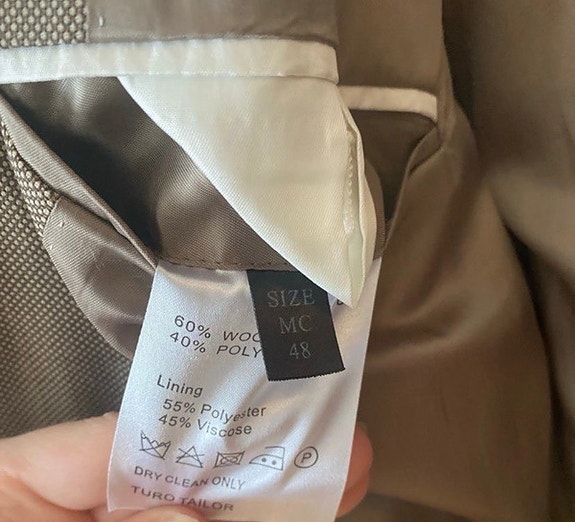 SIZE
MC
48
60% WOO
40% POLY
Lining
55% Polyester
45% Viscose
P
DRY CLEAN ONLY
TURO TAILOR